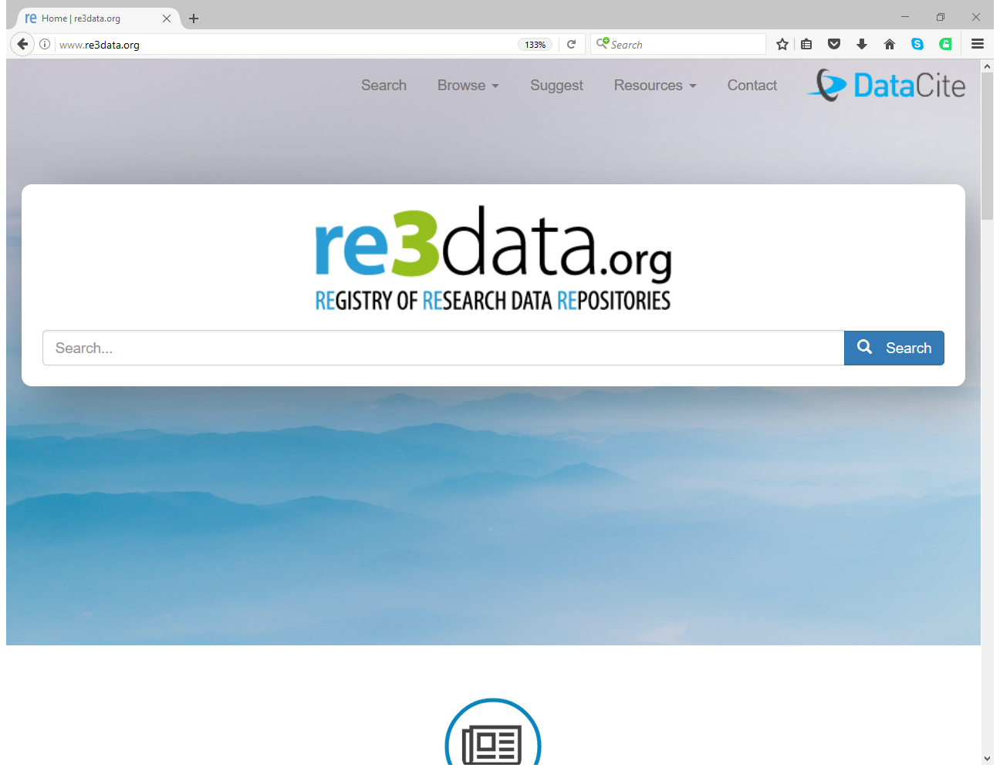 re Home | re3data.org
www.re3data.org 133% Search
Search Browse Suggest Resources Contact DataCite
re3data.org
REGISTRY OF RESEARCH DATA REPOSITORIES
Search... Search